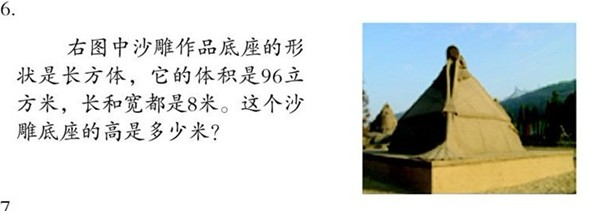 6.
右图中沙雕作品底座的形
状是长方体，它的体积是96立
方米，长和宽都是8米。这个沙
雕底座的高是多少米？
7